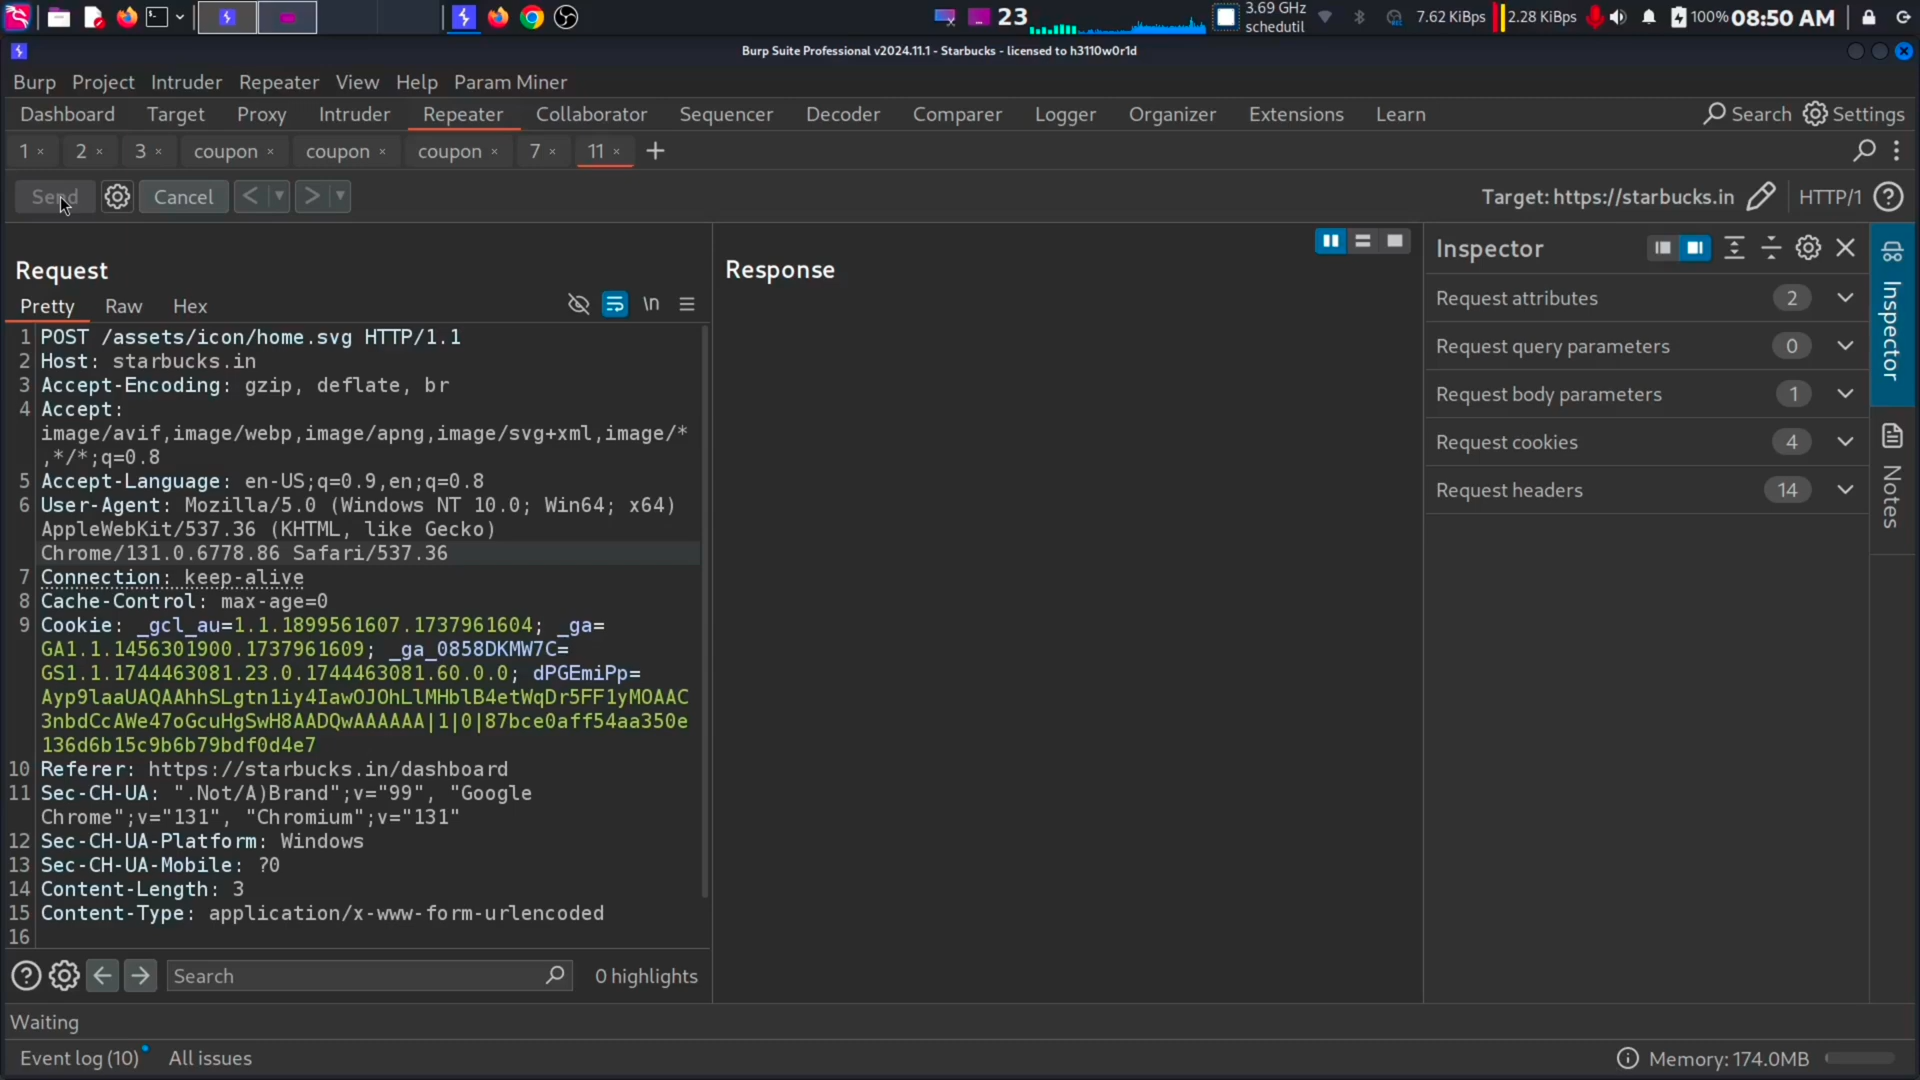 23
3.69 GHz
schedutil
7.62 KiBps
2.28 KiBps
100%
08:50 AM
Burp Suite Professional v2024.11.1 - Starbucks - licensed to h3110w0r1d
Burp Project Intruder Repeater View Help Param Miner
Dashboard Target Proxy Intruder Repeater Collaborator Sequencer Decoder Comparer Logger Organizer Extensions Learn Search Settings
1 × 2 × 3 × coupon × coupon × coupon × 7 × 11 × +
Send Cancel < > Target: https://starbucks.in HTTP/1 ?
Request
Pretty Raw Hex \n
1 POST /assets/icon/home.svg HTTP/1.1
2 Host: starbucks.in
3 Accept-Encoding: gzip, deflate, br
4 Accept:
image/avif,image/webp,image/apng,image/svg+xml,image/*
,*/*;q=0.8
5 Accept-Language: en-US;q=0.9,en;q=0.8
6 User-Agent: Mozilla/5.0 (Windows NT 10.0; Win64; x64)
AppleWebKit/537.36 (KHTML, like Gecko)
Chrome/131.0.6778.86 Safari/537.36
7 Connection: keep-alive
8 Cache-Control: max-age=0
9 Cookie: _gcl_au=1.1.1899561607.1737961604; _ga=
GA1.1.1456301900.1737961609; _ga_0858DKMW7C=
GS1.1.1744463081.23.0.1744463081.60.0.0; dPGEmiPp=
Ayp9laaUAQAAhhSLgtn1iy4IawOJOhLlMHblB4etWqDr5FF1yMOAAC
3nbdCcAWe47oGcuHgSwH8AADQwAAAAAA|1|0|87bce0aff54aa350e
136d6b15c9b6b79bdf0d4e7
10 Referer: https://starbucks.in/dashboard
11 Sec-CH-UA: ".Not/A)Brand";v="99", "Google
Chrome";v="131", "Chromium";v="131"
12 Sec-CH-UA-Platform: Windows
13 Sec-CH-UA-Mobile: ?0
14 Content-Length: 3
15 Content-Type: application/x-www-form-urlencoded
16
? Search 0 highlights
Response
Inspector
Request attributes 2
Request query parameters 0
Request body parameters 1
Request cookies 4
Request headers 14
Inspector
Notes
Waiting
Event log (10) All issues Memory: 174.0MB